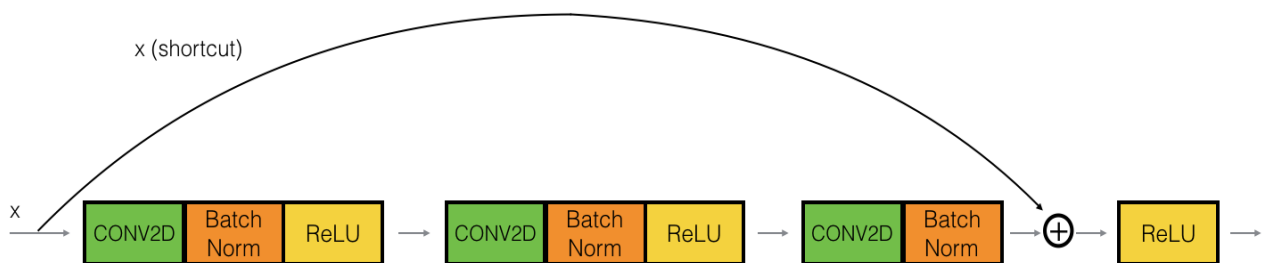 x (shortcut)
x
CONV2D
Batch
Norm
ReLU
CONV2D
Batch
Norm
ReLU
CONV2D
Batch
Norm
+
ReLU